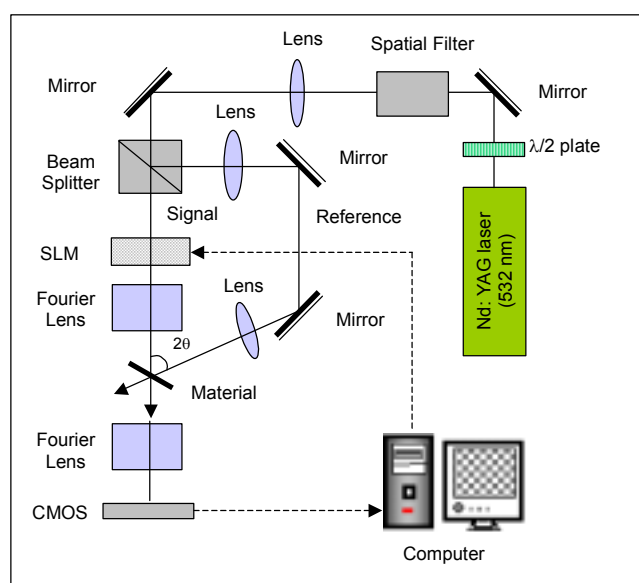 Lens
Spatial Filter
Mirror
Mirror
Lens
λ/2 plate
Beam
Splitter
Mirror
Signal
Reference
SLM
Nd: YAG laser
(532 nm)
Lens
Fourier
Lens
Mirror
2θ
Material
Fourier
Lens
CMOS
Computer